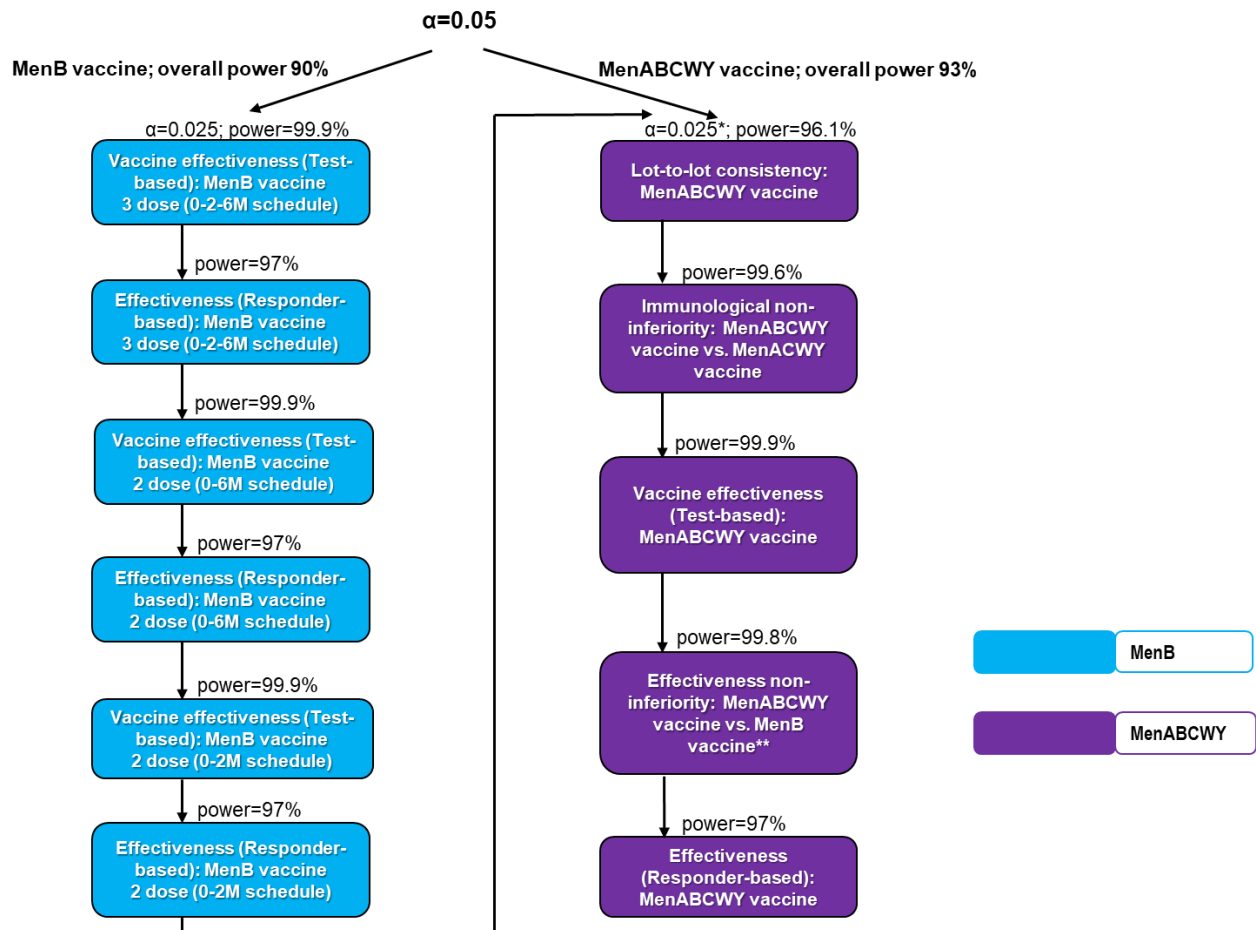 α=0.05
MenB vaccine; overall power 90%
α=0.025; power=99.9%
Vaccine effectiveness (Test-
based): MenB vaccine
3 dose (0-2-6M schedule)
power=97%
Effectiveness (Responder-
based): MenB vaccine
3 dose (0-2-6M schedule)
power=99.9%
Vaccine effectiveness (Test-
based): MenB vaccine
2 dose (0-6M schedule)
power=97%
Effectiveness (Responder-
based): MenB vaccine
2 dose (0-6M schedule)
power=99.9%
Vaccine effectiveness (Test-
based): MenB vaccine
2 dose (0-2M schedule)
power=97%
Effectiveness (Responder-
based): MenB vaccine
2 dose (0-2M schedule)
MenABCWY vaccine; overall power 93%
α=0.025*; power=96.1%
Lot-to-lot consistency:
MenABCWY vaccine
power=99.6%
Immunological non-
inferiority: MenABCWY
vaccine vs. MenACWY
vaccine
power=99.9%
Vaccine effectiveness
(Test-based):
MenABCWY vaccine
power=99.8%
Effectiveness non-
inferiority: MenABCWY
vaccine vs. MenB
vaccine**
power=97%
Effectiveness
(Responder-based):
MenABCWY vaccine
MenB
MenABCWY